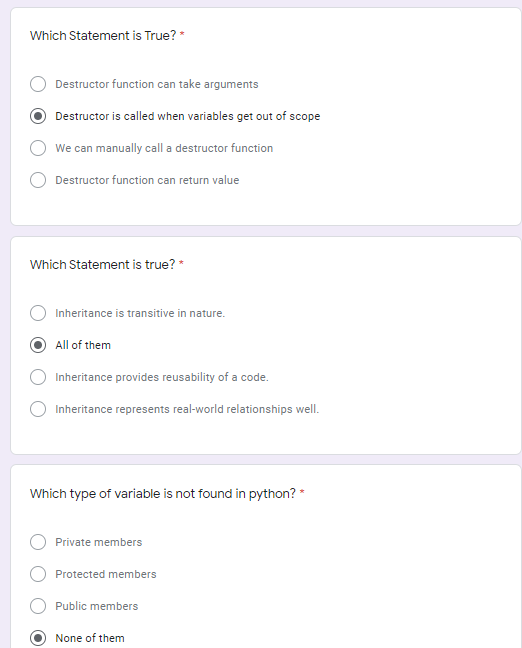 Which Statement is True? *
Destructor function can take arguments
Destructor is called when variables get out of scope
We can manually call a destructor function
Destructor function can return value
Which Statement is true? *
Inheritance is transitive in nature.
All of them
Inheritance provides reusability of a code.
Inheritance represents real-world relationships well.
Which type of variable is not found in python? *
Private members
Protected members
Public members
None of them